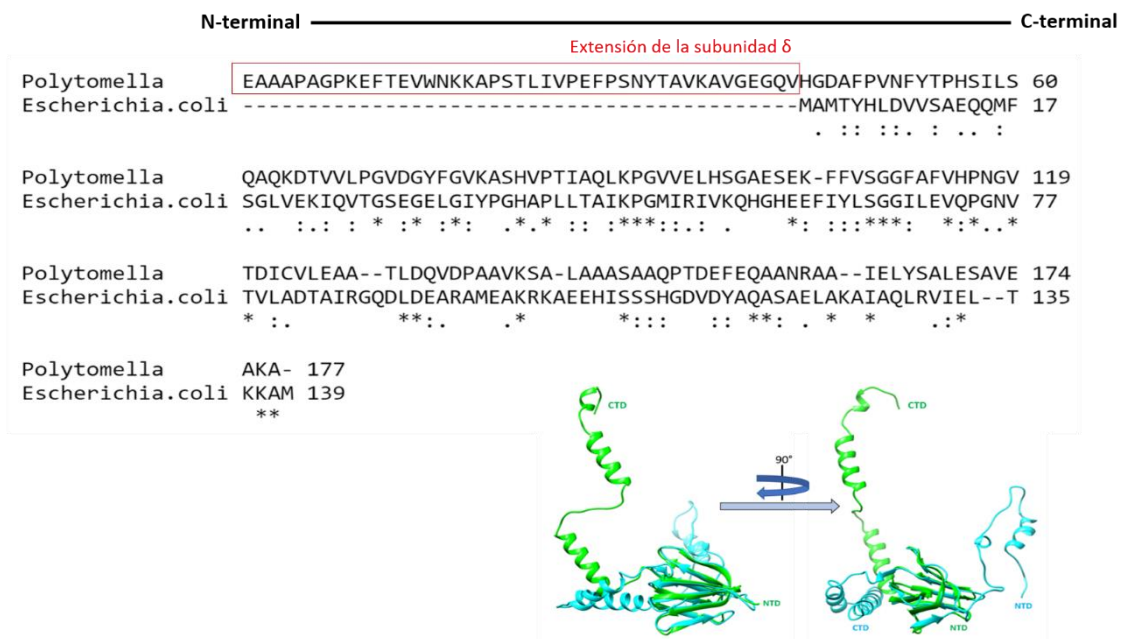 N-terminal C-terminal
Extensión de la subunidad δ
Polytomella EAAAPAGPKEFTEVWNKKAPSTLIVPEFPSNYTAVKAVGEGQVHGDAFPVNFYTPHSILS 60
Escherichia.coli -------------------------------------------MAMTYHLDVVSAEQQMF 17
. :: ::. : .. :
Polytomella QAQKDTVVLPGVDGYFGVKASHVPTIAQLKPGVVELHSGAESEK-FFVSGGFAFVHPNGV 119
Escherichia.coli SGLVEKIQVTGSEGELGIYPGHAPLLTAIKPGMIRIVKQHGHEEFIYLSGGILEVQPGNV 77
.. :.: : * :* :*: .*.* :: :***::.: . *: :::***: *:*..*
Polytomella TDICVLEAA--TLDQVDPAAVKSA-LAAASAAQPTDEFEQAANRAA--IELYSALESAVE 174
Escherichia.coli TVLADTAIRGQDLDEARAMEAKRKAEEHISSSHGDVDYAQASAELAKAIAQLRVIEL--T 135
* :. **:. .* *::: :: **: . * * .:*
Polytomella AKA- 177
Escherichia.coli KKAM 139
**
CTD
90°
CTD
NTD
CTD
NTD
NTD